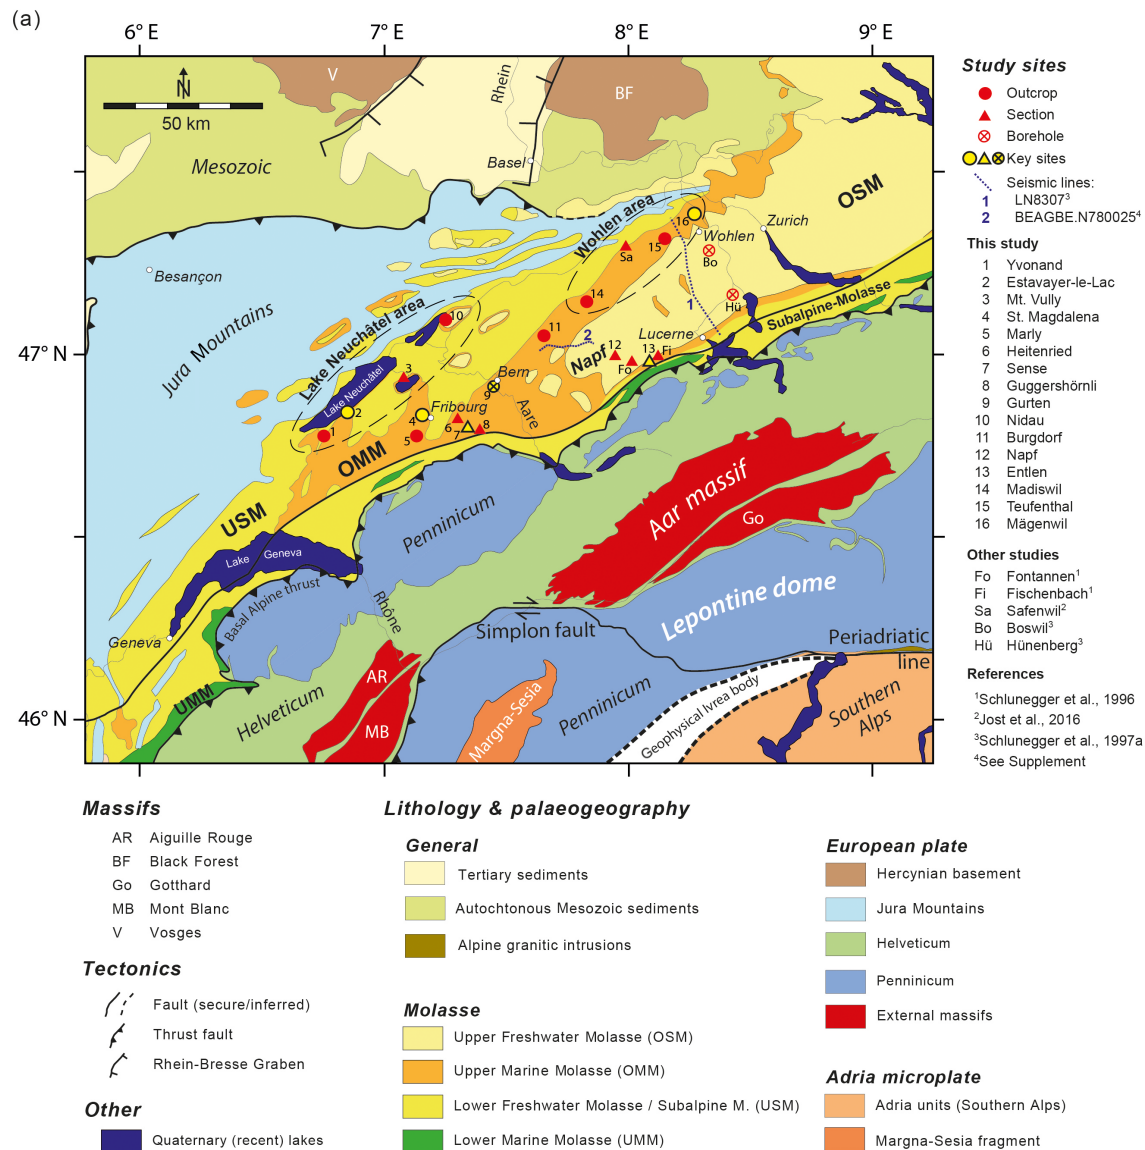 (a)
6° E
7° E
8° E
9° E
N
50 km
V
Rhein
BF
Basel
Mesozoic
OSM
Wohlen area
16
Zurich
Wohlen
15
Sa
Bo
Besançon
47° N
Jura Mountains
Lake Neuchâtel area
10
14
1
Hü
Subalpine-Molasse
11
2
Lucerne
Napf
12
13
Fi
Fo
3
Bern
9
Lake Neuchâtel
2
1
Fribourg
4
5
6
7
8
Aare
OMM
USM
Penninicum
Aar massif
Go
Lake Geneva
Basal Alpine thrust
Rhône
Lepontine dome
Simplon fault
Geneva
Periadriatic
line
AR
UMM
Helveticum
MB
Margna-Sesia
Penninicum
Geophysical Ivrea body
Southern
Alps
46° N
Study sites
Outcrop
Section
Borehole
Key sites
Seismic lines:
1 LN8307³
2 BEAGBE.N780025⁴
This study
1 Yvonand
2 Estavayer-le-Lac
3 Mt. Vully
4 St. Magdalena
5 Marly
6 Heitenried
7 Sense
8 Guggershörnli
9 Gurten
10 Nidau
11 Burgdorf
12 Napf
13 Entlen
14 Madiswil
15 Teufenthal
16 Mägenwil
Other studies
Fo Fontannen¹
Fi Fischenbach¹
Sa Safenwil²
Bo Boswil³
Hü Hünenberg³
References
¹Schlunegger et al., 1996
²Jost et al., 2016
³Schlunegger et al., 1997a
⁴See Supplement
Massifs
AR Aiguille Rouge
BF Black Forest
Go Gotthard
MB Mont Blanc
V Vosges
Tectonics
Fault (secure/inferred)
Thrust fault
Rhein-Bresse Graben
Other
Quaternary (recent) lakes
Lithology & palaeogeography
General
Tertiary sediments
Autochtonous Mesozoic sediments
Alpine granitic intrusions
Molasse
Upper Freshwater Molasse (OSM)
Upper Marine Molasse (OMM)
Lower Freshwater Molasse / Subalpine M. (USM)
Lower Marine Molasse (UMM)
European plate
Hercynian basement
Jura Mountains
Helveticum
Penninicum
External massifs
Adria microplate
Adria units (Southern Alps)
Margna-Sesia fragment